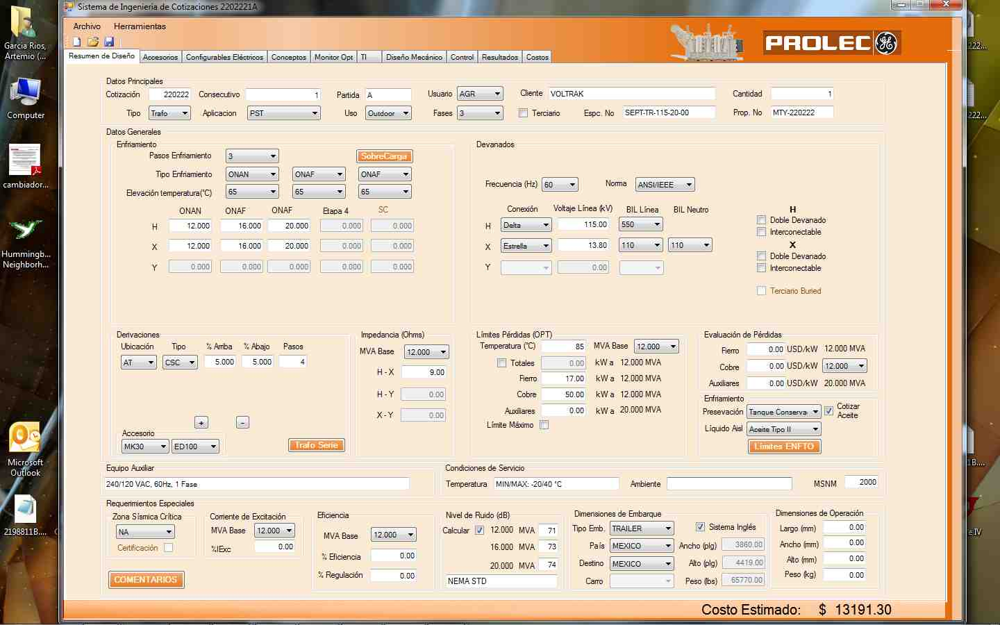 Sistema de Ingenieria de Cotizaciones 2202221A
Archivo Herramientas
PROLEC GE
Resumen de Diseño Accesorios Configurables Eléctricos Conceptos Monitor Opt TI Diseño Mecánico Control Resultados Costos
Datos Principales
Cotización 220222 Consecutivo 1 Partida A Usuario AGR Cliente VOLTRAK Cantidad 1
Tipo Trafo Aplicacion PST Uso Outdoor Fases 3 Terciario Espc. No SEPT-TR-115-20-00 Prop. No MTY-220222
Datos Generales
Enfriamiento
Pasos Enfriamiento 3 SobreCarga
Tipo Enfriamiento ONAN ONAF ONAF
Elevación temperatura(°C) 65 65 65
ONAN ONAF ONAF Etapa 4 SC
H 12.000 16.000 20.000 0.000 0.000
X 12.000 16.000 20.000 0.000 0.000
Y 0.000 0.000 0.000 0.000 0.000
Devanados
Frecuencia (Hz) 60 Norma ANSI/IEEE
Conexión Voltaje Línea (kV) BIL Línea BIL Neutro
H Delta 115.00 550
X Estrella 13.80 110 110
Y 0.00
H
Doble Devanado
Interconectable
X
Doble Devanado
Interconectable
Terciario Buried
Derivaciones
Ubicación Tipo % Arriba % Abajo Pasos
AT CSC 5.000 5.000 4
+ -
Accesorio
MK30 ED100 Trafo Serie
Impedancia (Ohms)
MVA Base 12.000
H - X 9.00
H - Y 0.00
X - Y 0.00
Límites Pérdidas (OPT)
Temperatura (°C) 85 MVA Base 12.000
Totales 0.00 kW a 12.000 MVA
Fierro 17.00 kW a 12.000 MVA
Cobre 50.00 kW a 12.000 MVA
Auxiliares 0.00 kW a 20.000 MVA
Límite Máximo
Evaluación de Pérdidas
Fierro 0.00 USD/kW 12.000 MVA
Cobre 0.00 USD/kW 12.000
Auxiliares 0.00 USD/kW 20.000 MVA
Enfriamiento
Presevación Tanque Conserva Cotizar Aceite
Líquido Aisl Aceite Tipo II
Límites ENFTO
Equipo Auxiliar
240/120 VAC, 60Hz, 1 Fase
Condiciones de Servicio
Temperatura MIN/MAX: -20/40 °C Ambiente MSNM 2000
Requerimientos Especiales
Zona Sísmica Crítica
NA
Certificación
COMENTARIOS
Corriente de Excitación
MVA Base 12.000
%IExc 0.00
Eficiencia
MVA Base 12.000
% Eficiencia 0.00
% Regulación 0.00
Nivel de Ruido (dB)
Calcular 12.000 MVA 71
16.000 MVA 73
20.000 MVA 74
NEMA STD
Dimensiones de Embarque
Tipo Emb. TRAILER Sistema Inglés
País MEXICO Ancho (plg) 3860.00
Destino MEXICO Alto (plg) 4419.00
Carro Peso (lbs) 65770.00
Dimensiones de Operación
Largo (mm) 0.00
Ancho (mm) 0.00
Alto (mm) 0.00
Peso (kg) 0.00
Costo Estimado: $ 13191.30
Garcia Rios,
Artemio (...
Computer
cambiador...
Hummingb...
Neighborh...
Microsoft
Outlook
2198811B....
222...
222...
1B....
e IV